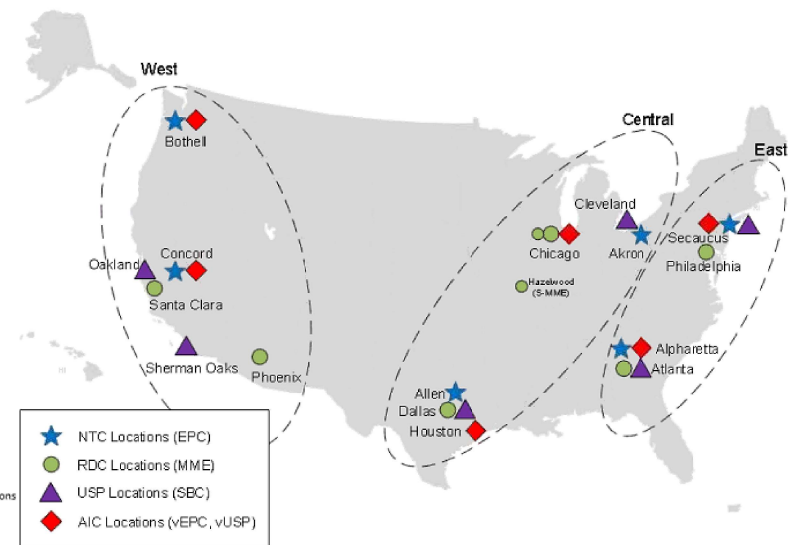 West
Central
East
Bothell
Cleveland
Secaucus
Oakland
Concord
Chicago
Akron
Philadelphia
Hazelwood
(S-MME)
Santa Clara
Sherman Oaks
Phoenix
Alpharetta
Atlanta
Allen
Dallas
Houston
NTC Locations (EPC)
RDC Locations (MME)
USP Locations (SBC)
ons
AIC Locations (vEPC, vUSP)